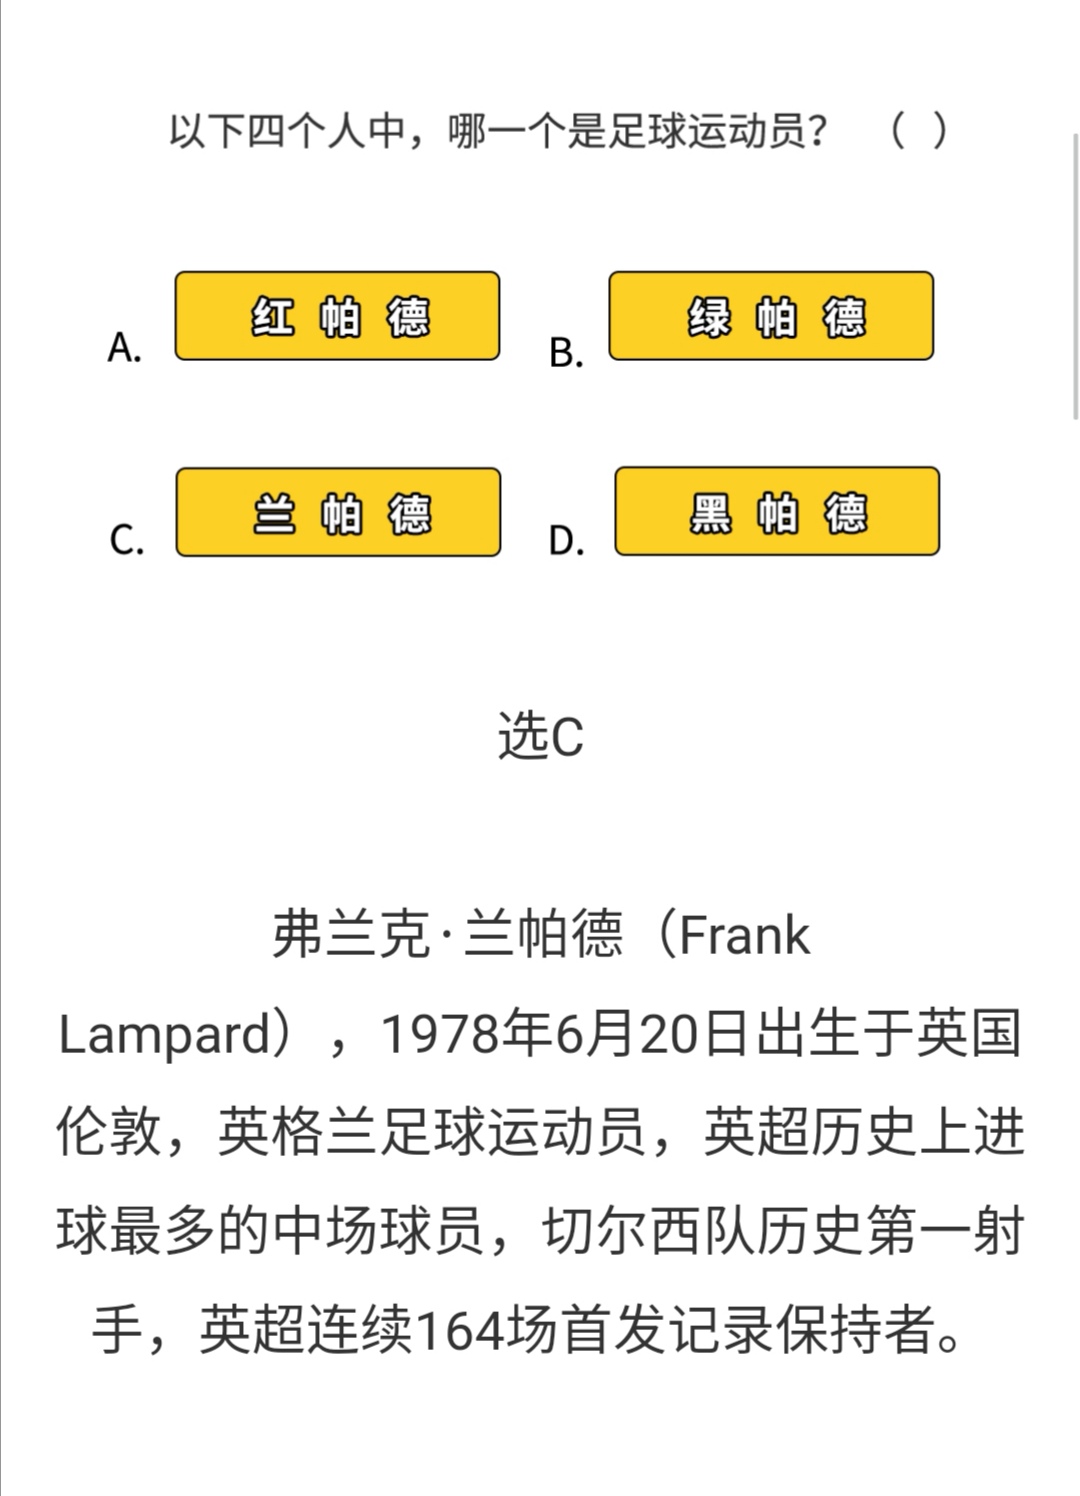 以下四个人中，哪一个是足球运动员？ （ ）
A. 红帕德 B. 绿帕德
C. 兰帕德 D. 黑帕德
选C
弗兰克·兰帕德（Frank
Lampard），1978年6月20日出生于英国
伦敦，英格兰足球运动员，英超历史上进
球最多的中场球员，切尔西队历史第一射
手，英超连续164场首发记录保持者。